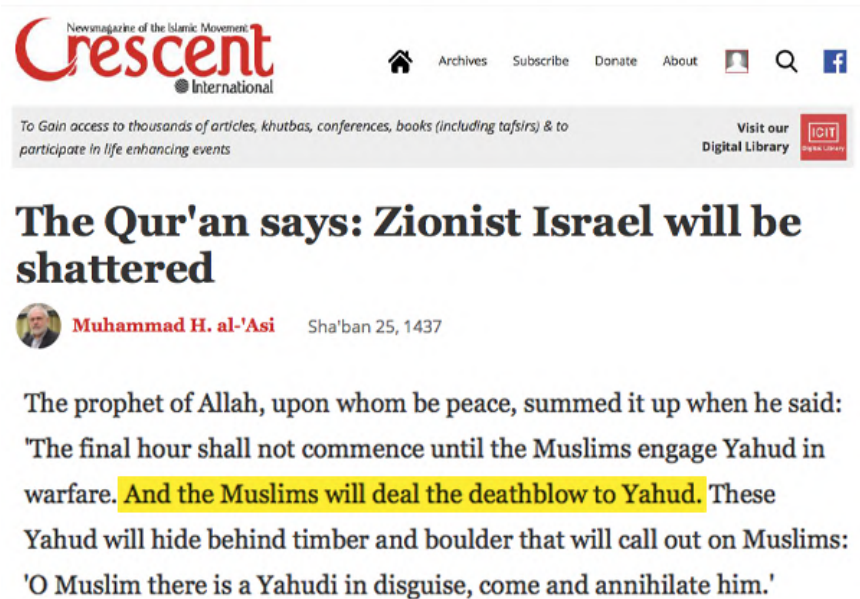 Newsmagazine of the Islamic Movement
Crescent
International
Archives Subscribe Donate About
To Gain access to thousands of articles, khutbas, conferences, books (including tafsirs) & to
participate in life enhancing events
Visit our
Digital Library
ICIT
Digital Library
The Qur'an says: Zionist Israel will be
shattered
Muhammad H. al-'Asi Sha'ban 25, 1437
The prophet of Allah, upon whom be peace, summed it up when he said:
'The final hour shall not commence until the Muslims engage Yahud in
warfare. And the Muslims will deal the deathblow to Yahud. These
Yahud will hide behind timber and boulder that will call out on Muslims:
'O Muslim there is a Yahudi in disguise, come and annihilate him.'